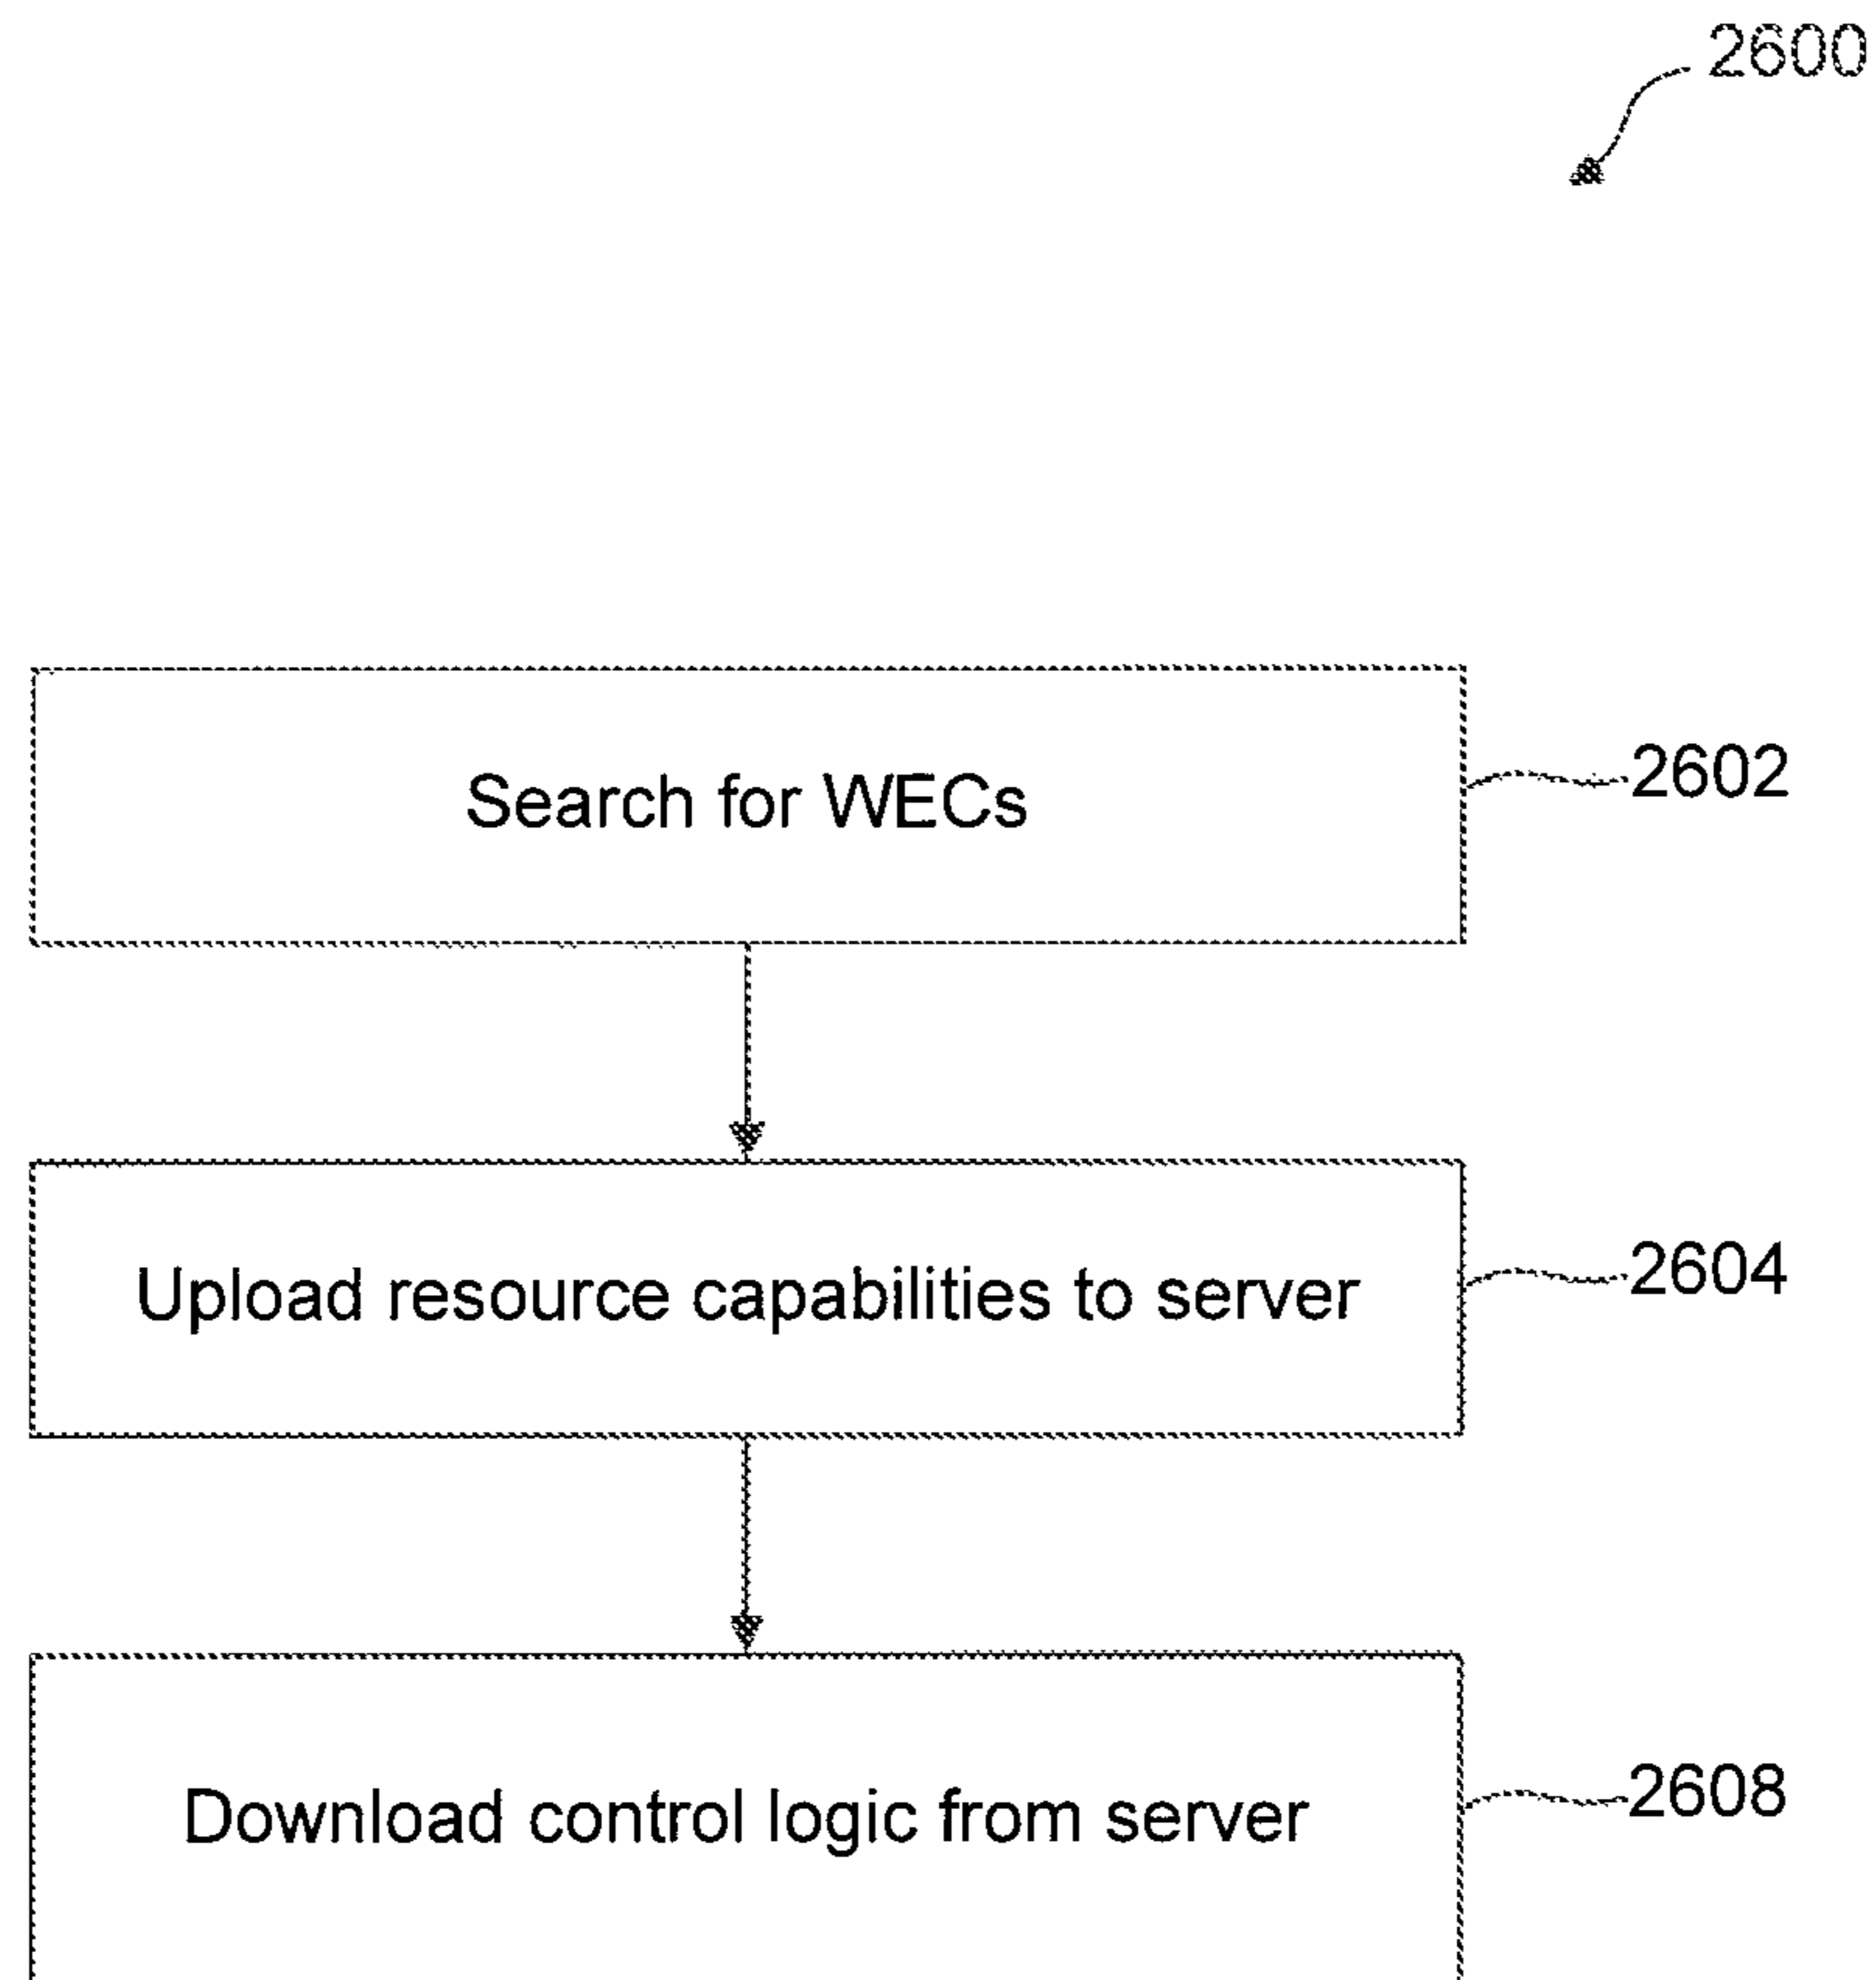 2600
Search for WECs
2602
Upload resource capabilities to server
2604
Download control logic from server
2608